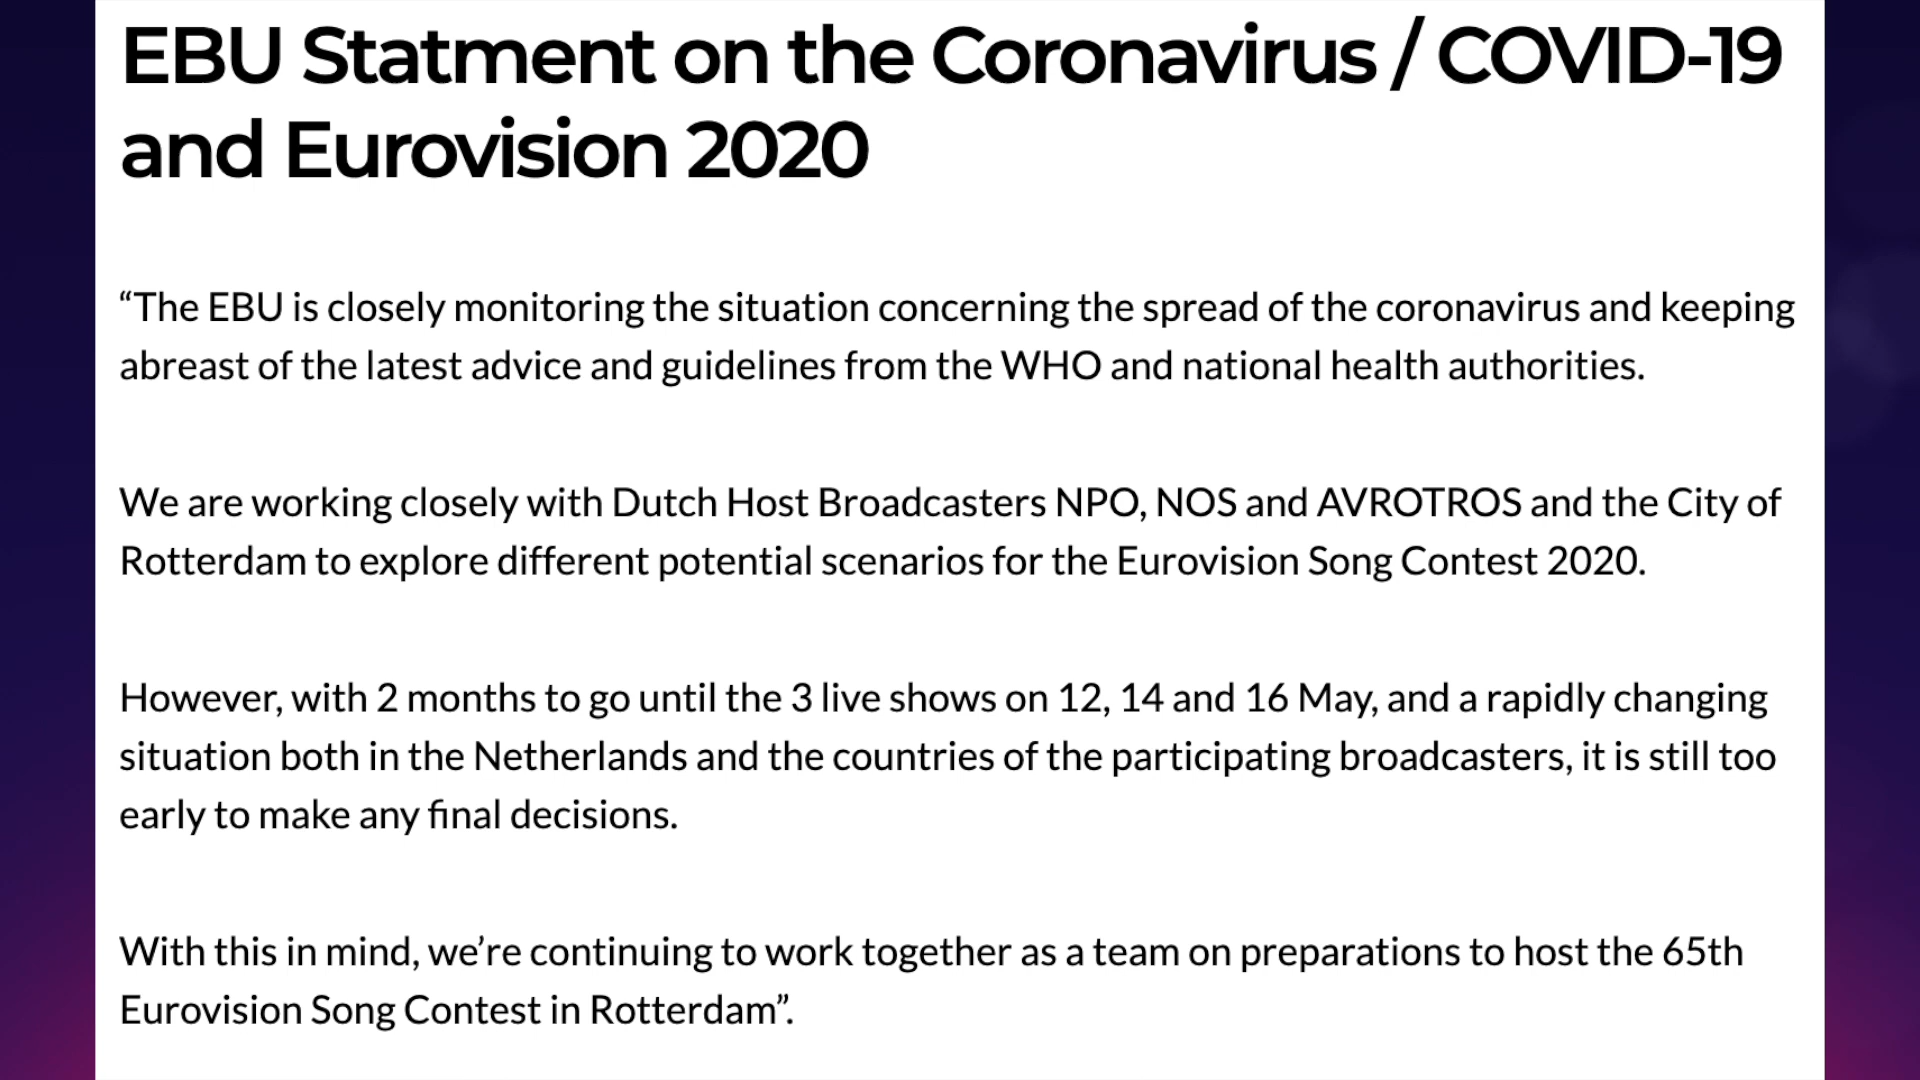 EBU Statment on the Coronavirus / COVID-19
and Eurovision 2020
“The EBU is closely monitoring the situation concerning the spread of the coronavirus and keeping
abreast of the latest advice and guidelines from the WHO and national health authorities.
We are working closely with Dutch Host Broadcasters NPO, NOS and AVROTROS and the City of
Rotterdam to explore different potential scenarios for the Eurovision Song Contest 2020.
However, with 2 months to go until the 3 live shows on 12, 14 and 16 May, and a rapidly changing
situation both in the Netherlands and the countries of the participating broadcasters, it is still too
early to make any final decisions.
With this in mind, we’re continuing to work together as a team on preparations to host the 65th
Eurovision Song Contest in Rotterdam”.